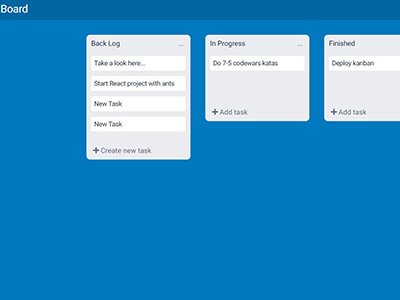 Board
Back Log ...
Take a look here...
Start React project with ants
New Task
New Task
+ Create new task
In Progress ...
Do 7-5 codewars katas
+ Add task
Finished
Deploy kanban
+ Add task